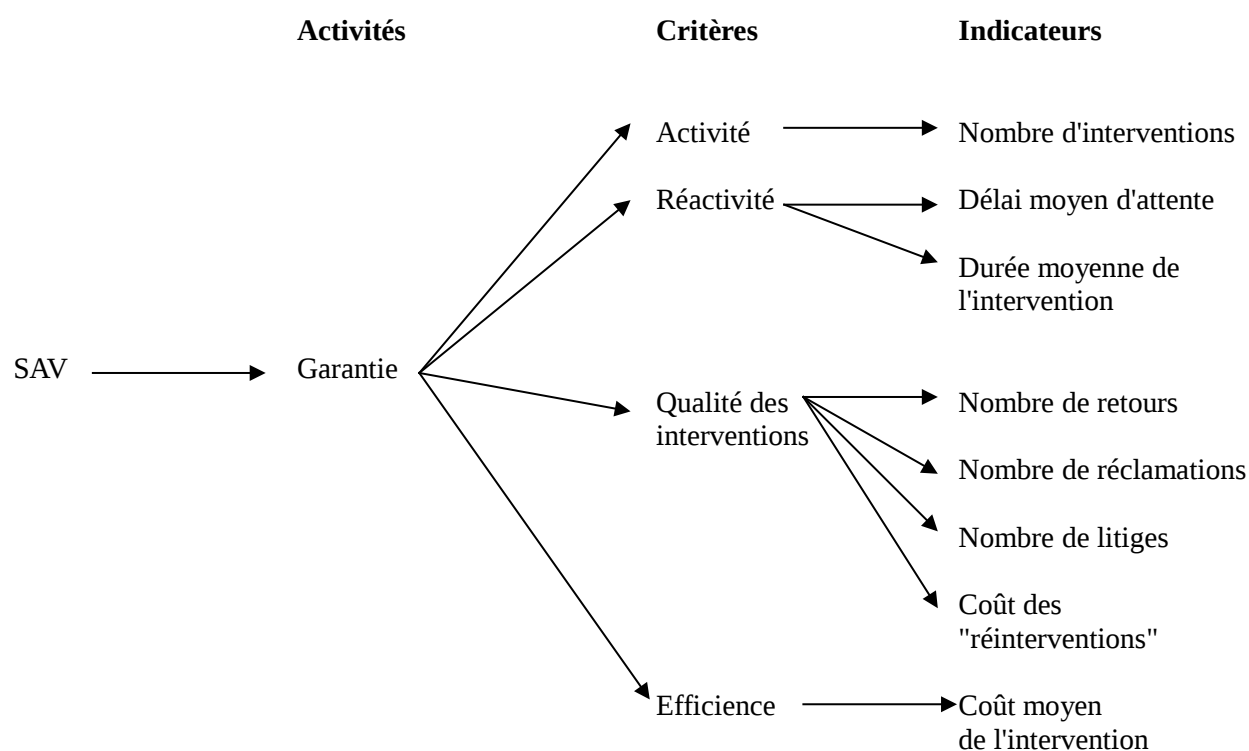 Activités Critères Indicateurs
Activité Nombre d'interventions
Réactivité Délai moyen d'attente
Durée moyenne de
l'intervention
SAV Garantie
Qualité des Nombre de retours
interventions
Nombre de réclamations
Nombre de litiges
Coût des
"réinterventions"
Efficience Coût moyen
de l'intervention